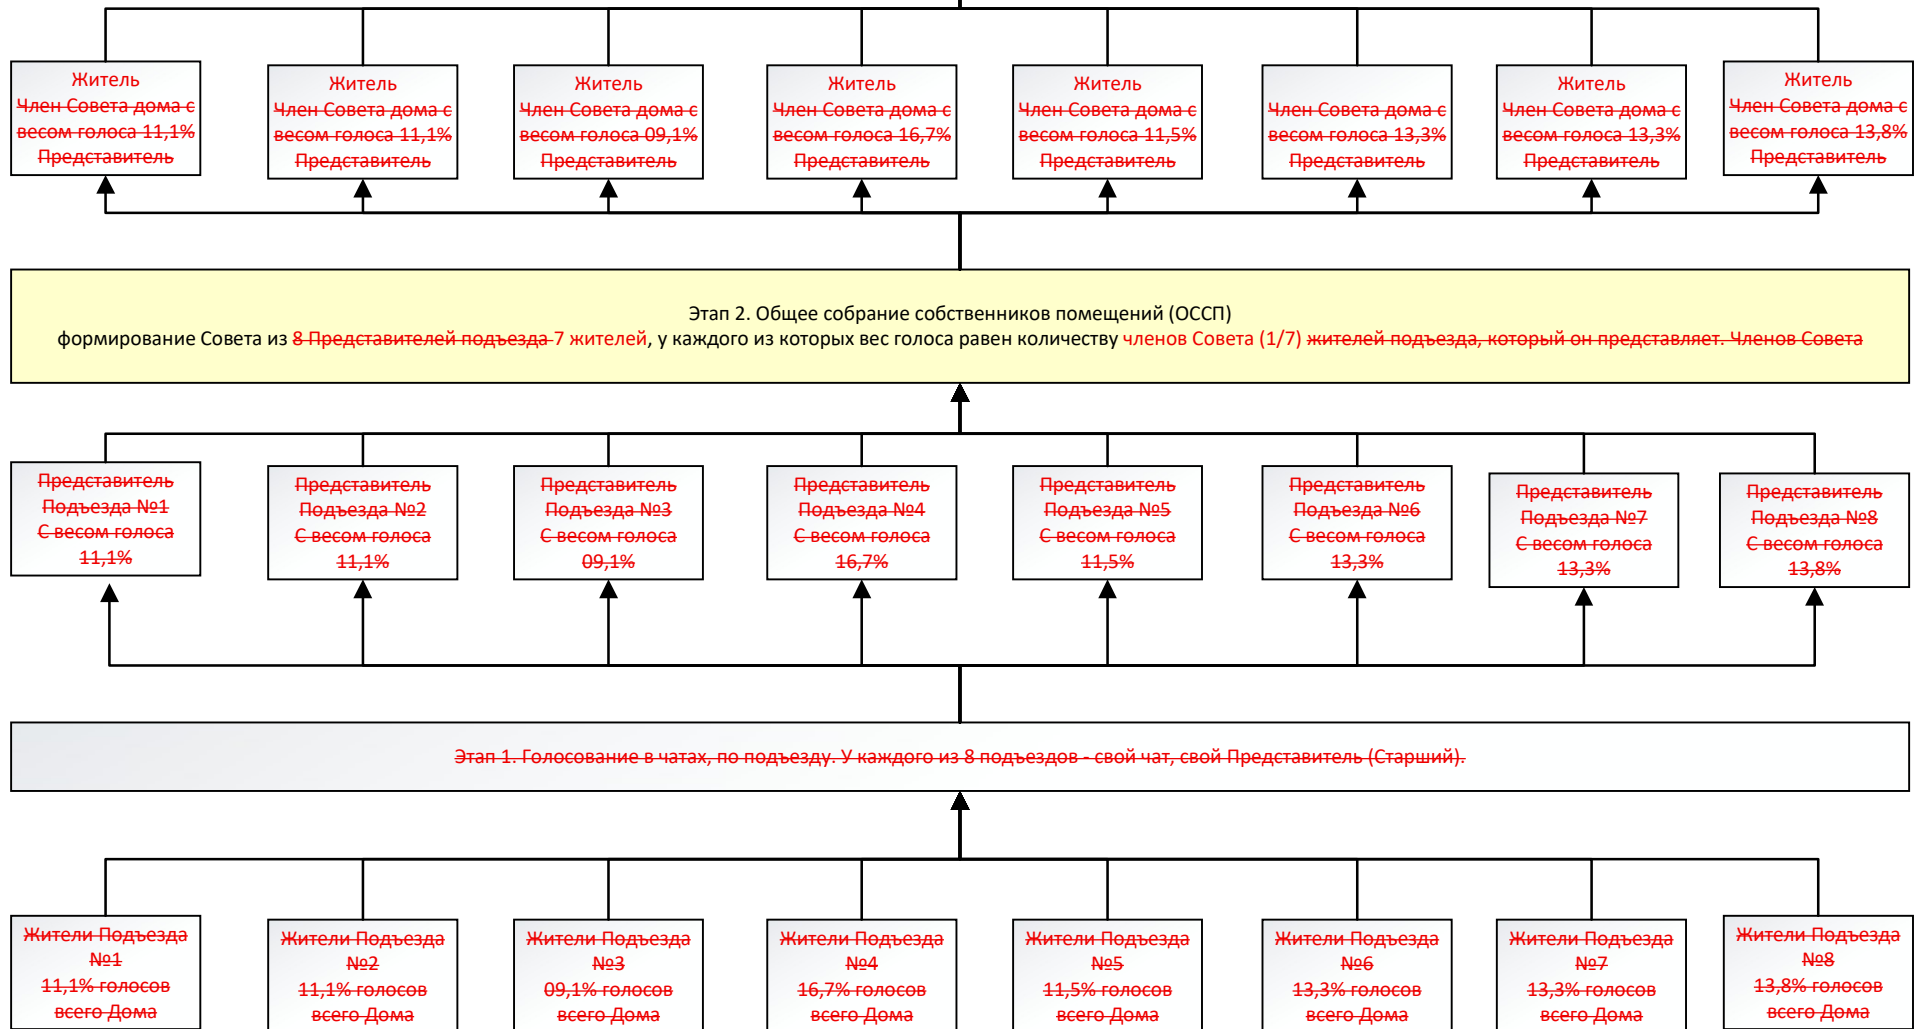 Житель
Член Совета дома с
весом голоса 11,1%
Представитель
Житель
Член Совета дома с
весом голоса 11,1%
Представитель
Житель
Член Совета дома с
весом голоса 09,1%
Представитель
Житель
Член Совета дома с
весом голоса 16,7%
Представитель
Житель
Член Совета дома с
весом голоса 11,5%
Представитель
Член Совета дома с
весом голоса 13,3%
Представитель
Житель
Член Совета дома с
весом голоса 13,3%
Представитель
Житель
Член Совета дома с
весом голоса 13,8%
Представитель
Этап 2. Общее собрание собственников помещений (ОССП)
формирование Совета из 8 Представителей подъезда 7 жителей, у каждого из которых вес голоса равен количеству членов Совета (1/7) жителей подъезда, который он представляет. Членов Совета
Представитель
Подъезда №1
С весом голоса
11,1%
Представитель
Подъезда №2
С весом голоса
11,1%
Представитель
Подъезда №3
С весом голоса
09,1%
Представитель
Подъезда №4
С весом голоса
16,7%
Представитель
Подъезда №5
С весом голоса
11,5%
Представитель
Подъезда №6
С весом голоса
13,3%
Представитель
Подъезда №7
С весом голоса
13,3%
Представитель
Подъезда №8
С весом голоса
13,8%
Этап 1. Голосование в чатах, по подъезду. У каждого из 8 подъездов - свой чат, свой Представитель (Старший).
Жители Подъезда
№1
11,1% голосов
всего Дома
Жители Подъезда
№2
11,1% голосов
всего Дома
Жители Подъезда
№3
09,1% голосов
всего Дома
Жители Подъезда
№4
16,7% голосов
всего Дома
Жители Подъезда
№5
11,5% голосов
всего Дома
Жители Подъезда
№6
13,3% голосов
всего Дома
Жители Подъезда
№7
13,3% голосов
всего Дома
Жители Подъезда
№8
13,8% голосов
всего Дома